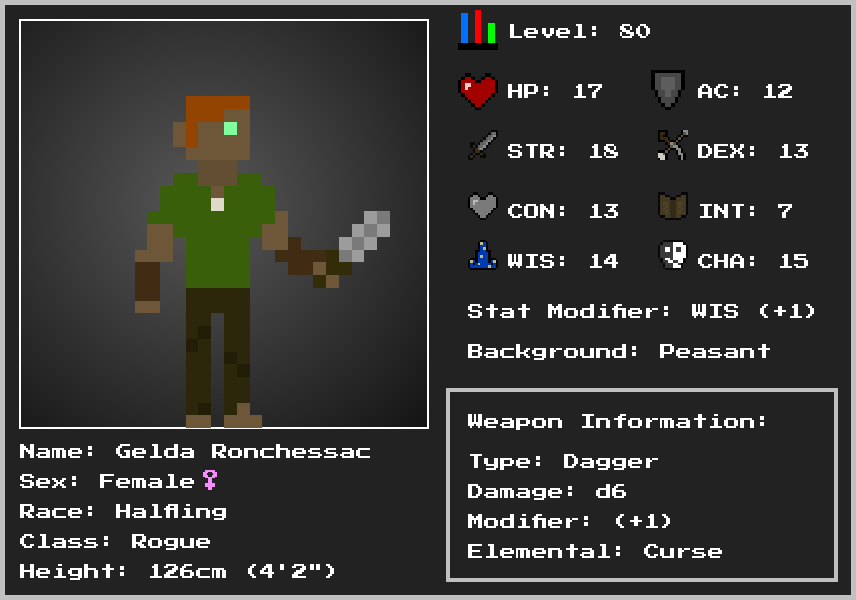 Level: 80
HP: 17 AC: 12
STR: 18 DEX: 13
CON: 13 INT: 7
WIS: 14 CHA: 15
Stat Modifier: WIS (+1)
Background: Peasant
Weapon Information:
Type: Dagger
Damage: d6
Modifier: (+1)
Elemental: Curse
Name: Gelda Ronchessac
Sex: Female♀
Race: Halfling
Class: Rogue
Height: 126cm (4'2")